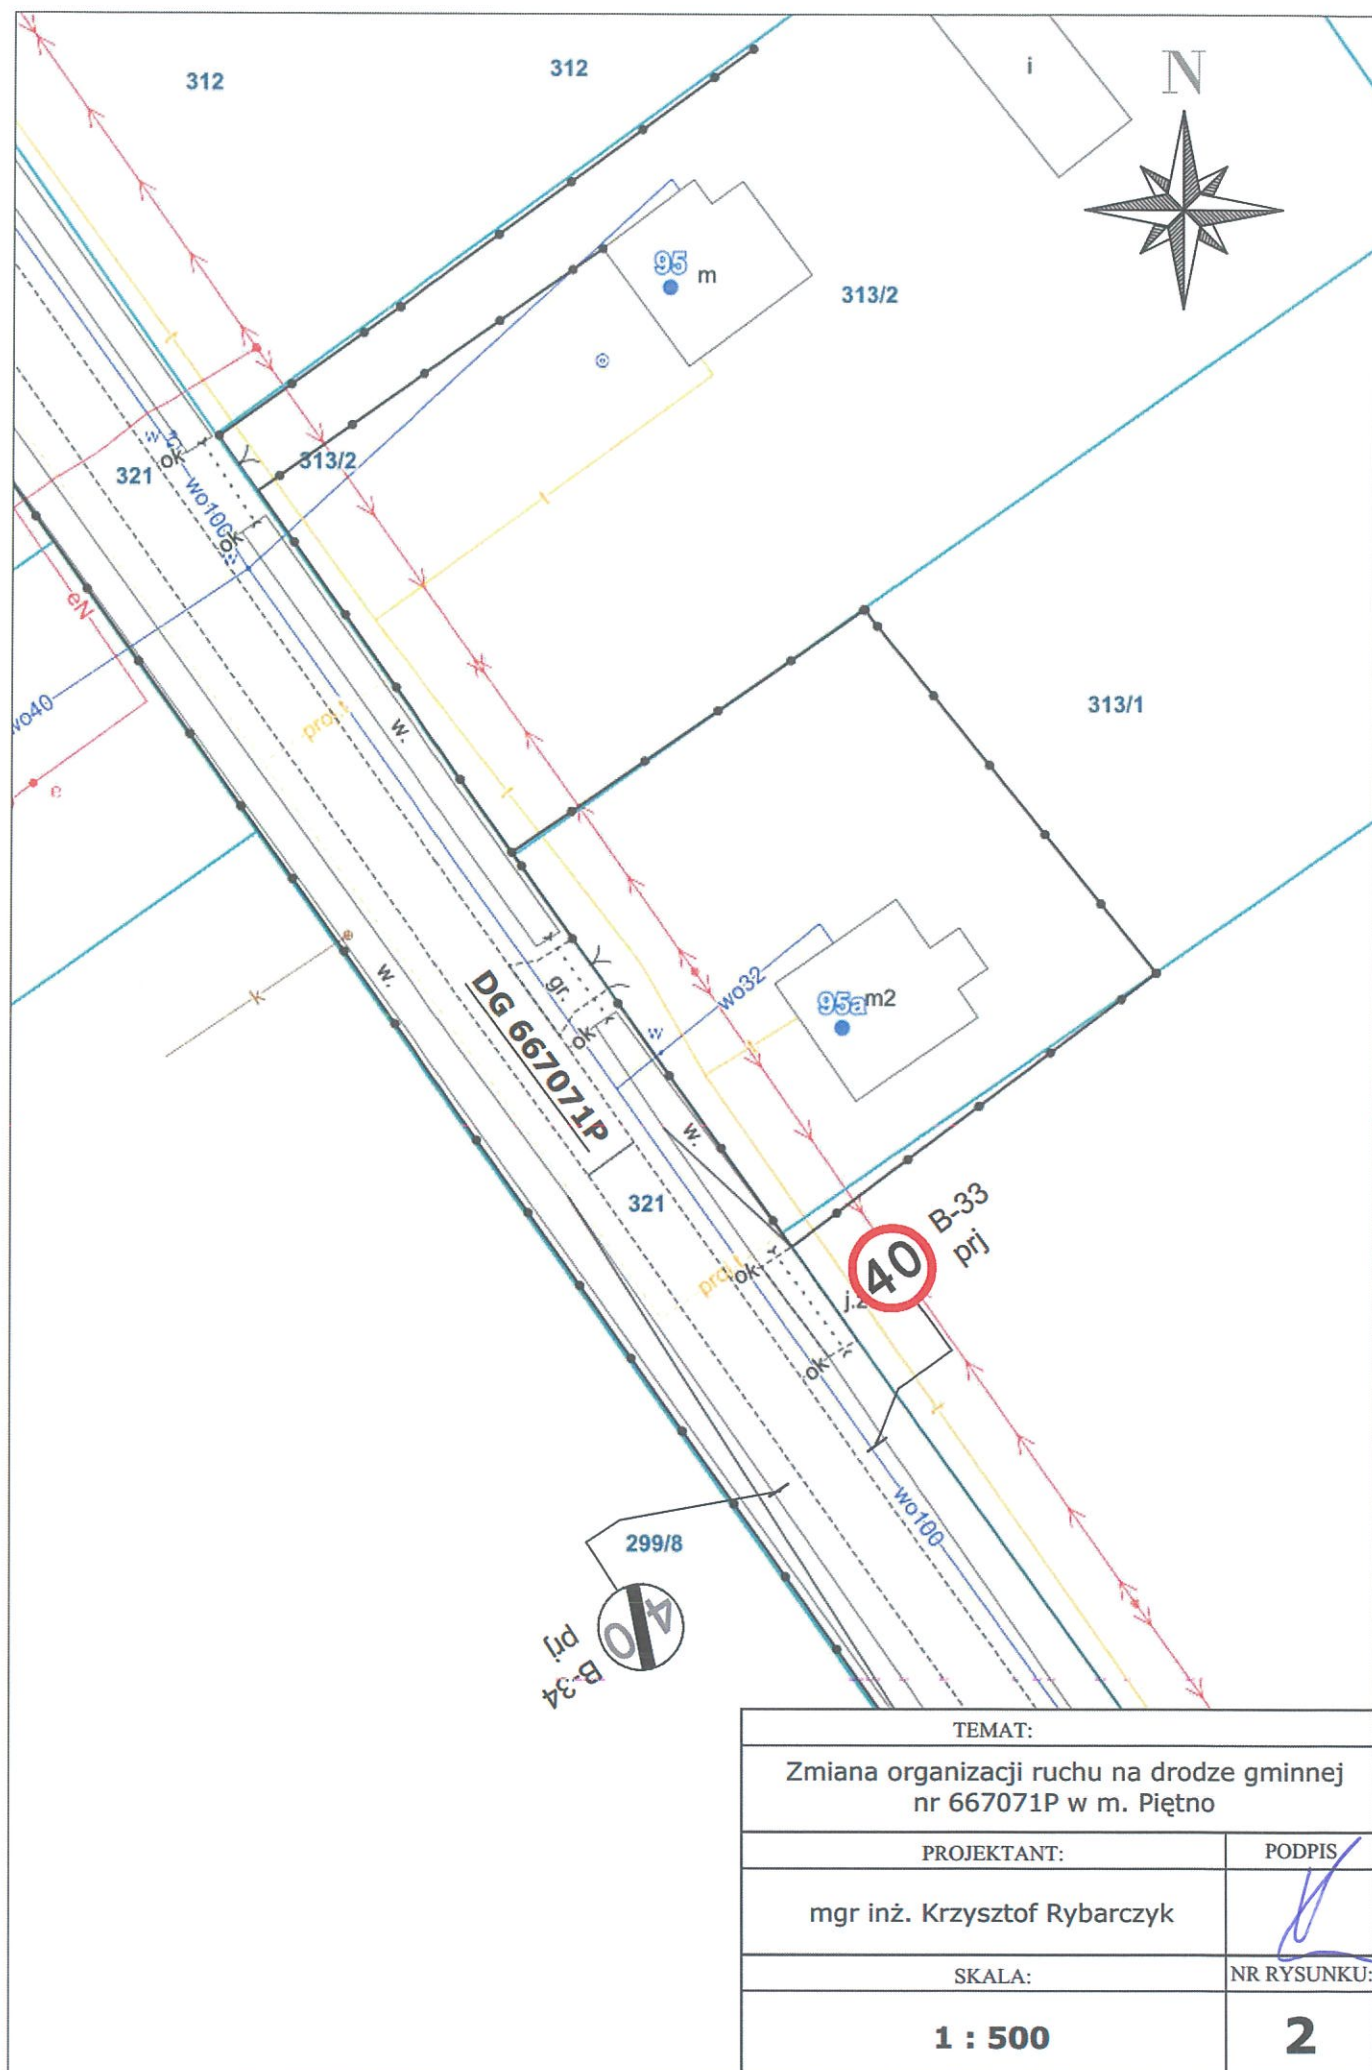 312
312
i
N
95
m
313/2
313/2
w
ok
321
wo100
ok
eN
wo40
e
proj.t
w.
313/1
k
w.
DG 667071P
gr.
ok
w
wo32
95a
m2
w.
321
B-33
prj
40
proj.t
ok
ok
wo100
299/8
40
prj
B-34
TEMAT:
Zmiana organizacji ruchu na drodze gminnej
nr 667071P w m. Piętno
PROJEKTANT:
PODPIS
mgr inż. Krzysztof Rybarczyk
SKALA:
NR RYSUNKU:
1 : 500
2